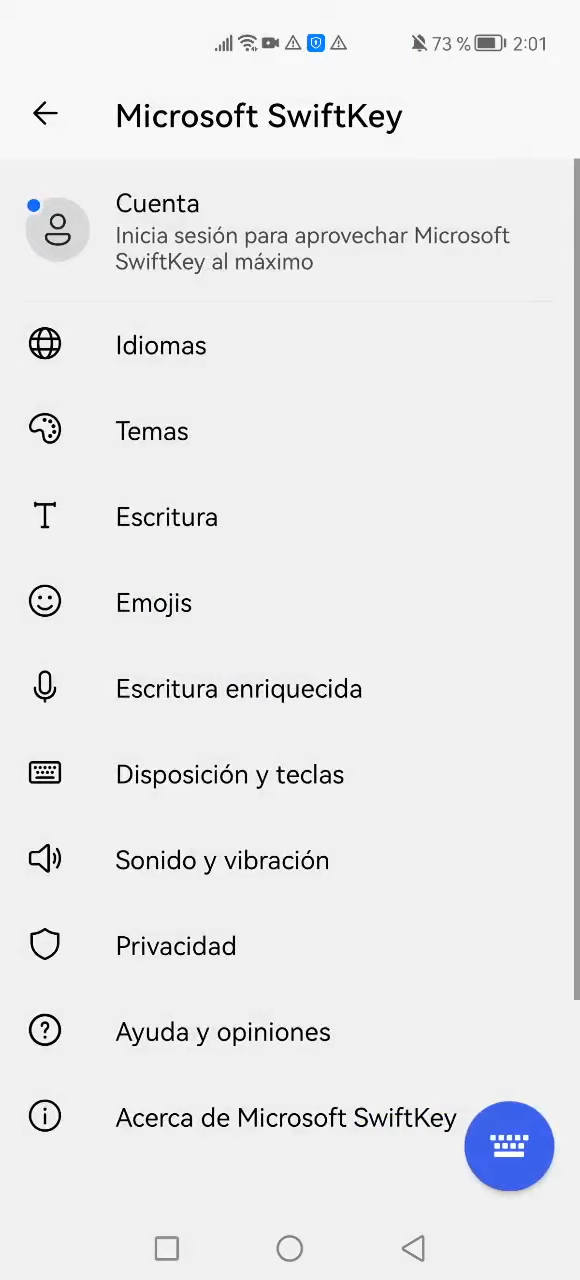 73 % 2:01
Microsoft SwiftKey
Cuenta
Inicia sesión para aprovechar Microsoft
SwiftKey al máximo
Idiomas
Temas
Escritura
Emojis
Escritura enriquecida
Disposición y teclas
Sonido y vibración
Privacidad
Ayuda y opiniones
Acerca de Microsoft SwiftKey